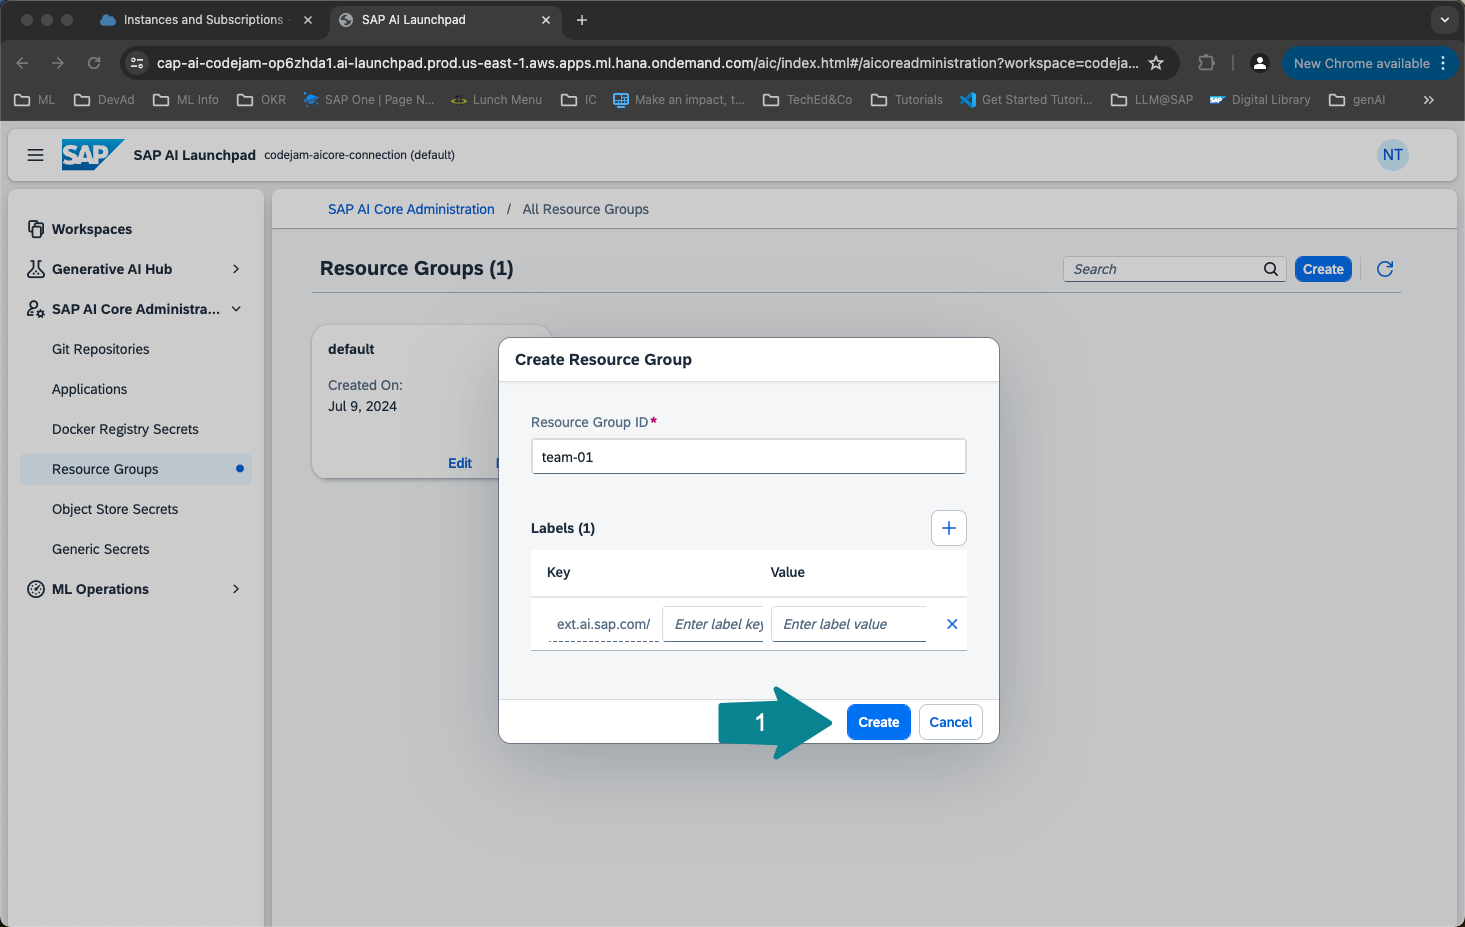 Instances and Subscriptions
SAP AI Launchpad
cap-ai-codejam-op6zhda1.ai-launchpad.prod.us-east-1.aws.apps.ml.hana.ondemand.com/aic/index.html#/aicoreadministration?workspace=codeja...
New Chrome available
ML
DevAd
ML Info
OKR
SAP One | Page N...
Lunch Menu
IC
Make an impact, t...
TechEd&Co
Tutorials
Get Started Tutori...
LLM@SAP
Digital Library
genAI
SAP
SAP AI Launchpad codejam-aicore-connection (default)
NT
Workspaces
Generative AI Hub
SAP AI Core Administra...
Git Repositories
Applications
Docker Registry Secrets
Resource Groups
Object Store Secrets
Generic Secrets
ML Operations
SAP AI Core Administration / All Resource Groups
Resource Groups (1)
Search
Create
default
Created On:
Jul 9, 2024
Edit
Create Resource Group
Resource Group ID*
team-01
Labels (1)
Key
Value
ext.ai.sap.com/
Enter label key
Enter label value
1
Create
Cancel